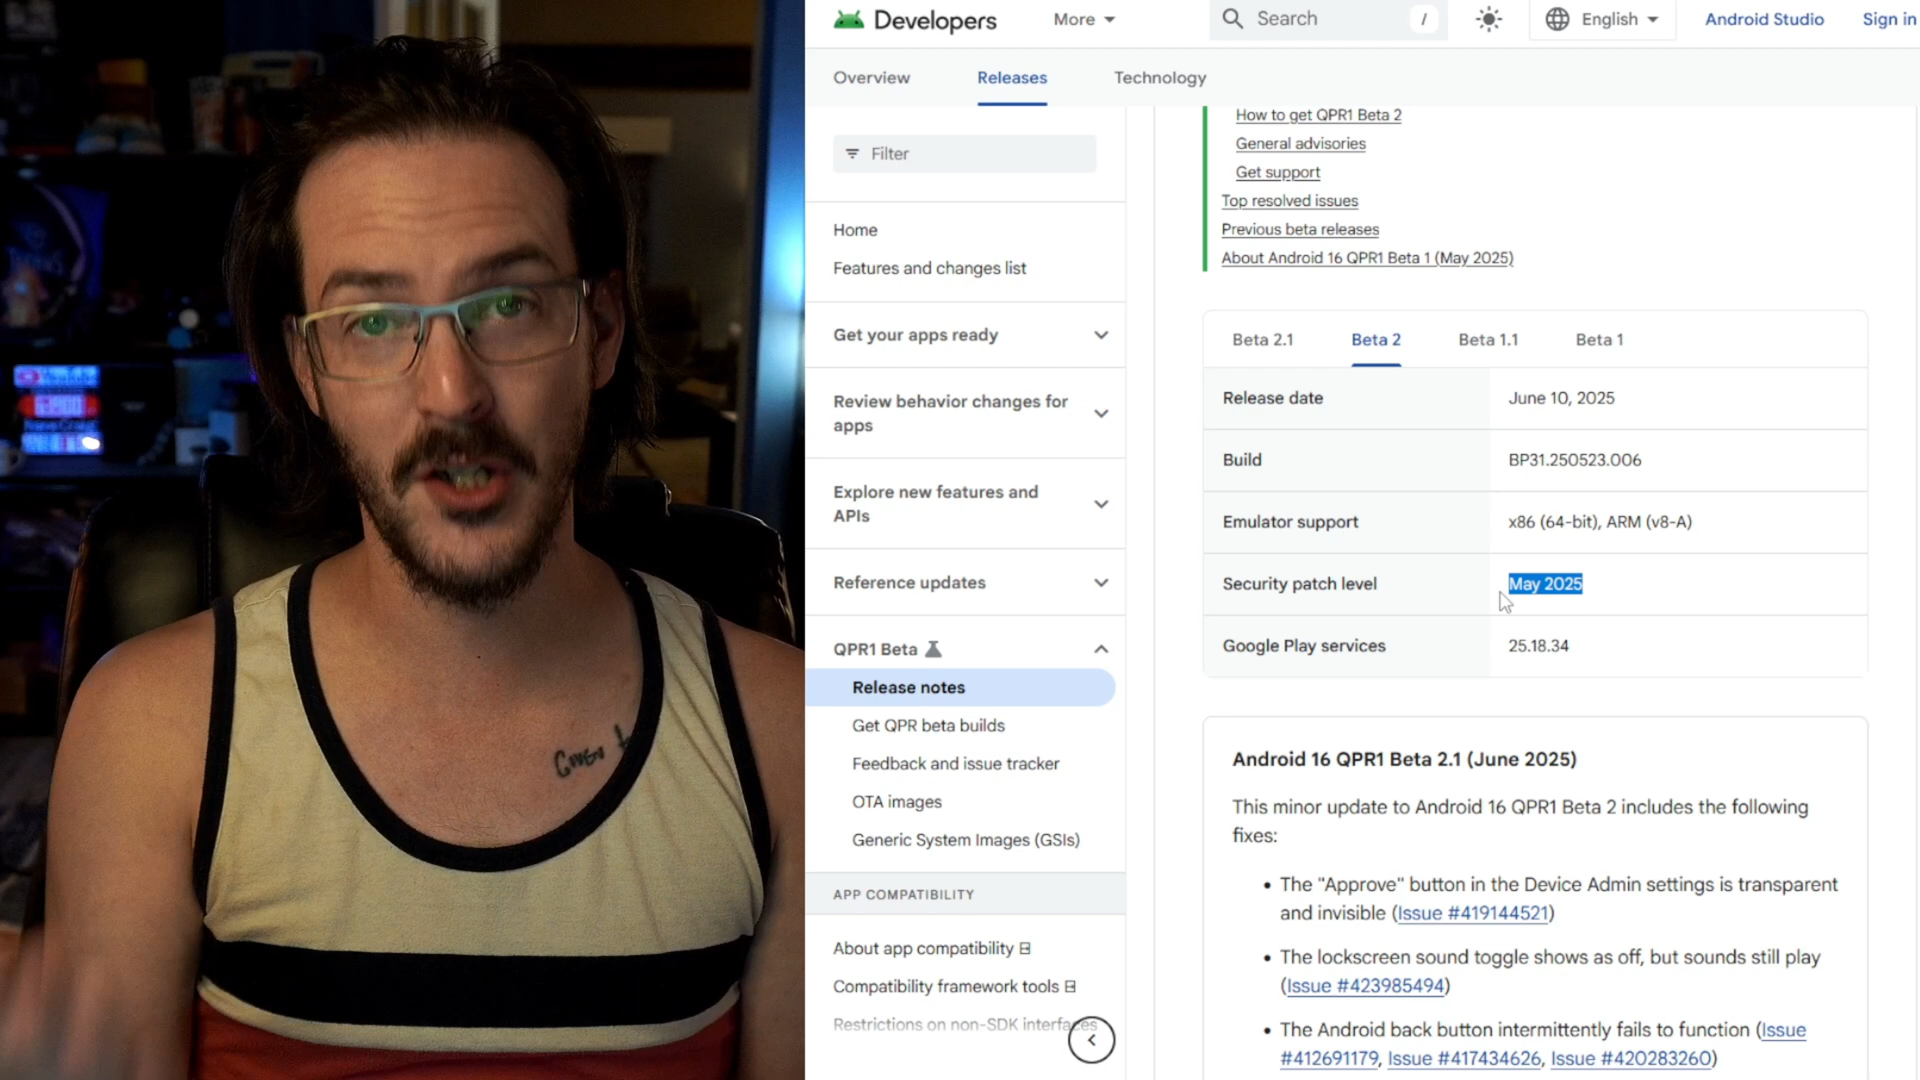 Developers
More
Search
/
English
Android Studio
Sign in
Overview
Releases
Technology
Filter
Home
Features and changes list
Get your apps ready
Review behavior changes for
apps
Explore new features and
APIs
Reference updates
QPR1 Beta
Release notes
Get QPR beta builds
Feedback and issue tracker
OTA images
Generic System Images (GSIs)
APP COMPATIBILITY
About app compatibility
Compatibility framework tools
Restrictions on non-SDK interfaces
How to get QPR1 Beta 2
General advisories
Get support
Top resolved issues
Previous beta releases
About Android 16 QPR1 Beta 1 (May 2025)
Beta 2.1
Beta 2
Beta 1.1
Beta 1
Release date
June 10, 2025
Build
BP31.250523.006
Emulator support
x86 (64-bit), ARM (v8-A)
Security patch level
May 2025
Google Play services
25.18.34
Android 16 QPR1 Beta 2.1 (June 2025)
This minor update to Android 16 QPR1 Beta 2 includes the following
fixes:
• The "Approve" button in the Device Admin settings is transparent
and invisible (Issue #419144521)
• The lockscreen sound toggle shows as off, but sounds still play
(Issue #423985494)
• The Android back button intermittently fails to function (Issue
#412691179, Issue #417434626, Issue #420283260)